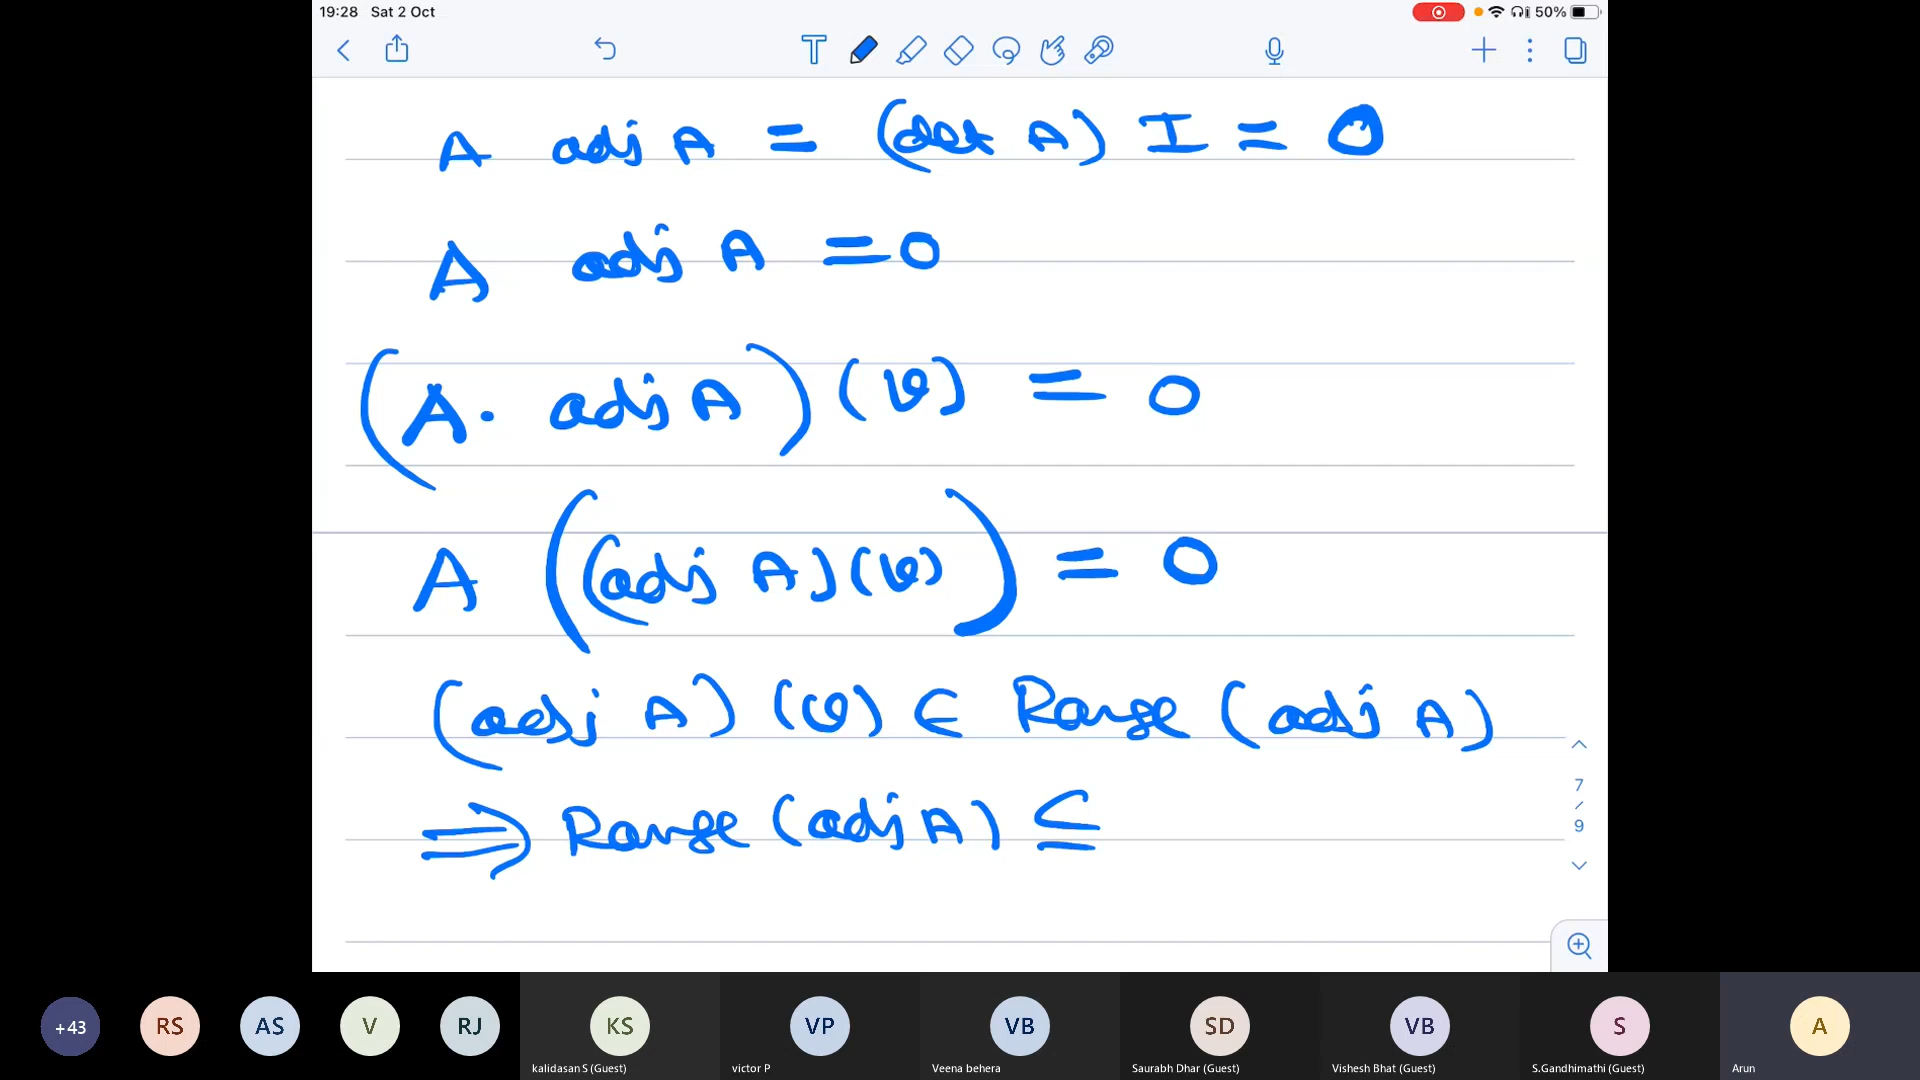 19:28 Sat 2 Oct 50%
A adj A = (det A) I = 0
A adj A = 0
(A · adj A) (v) = 0
A ((adj A)(v)) = 0
(adj A) (v) ∈ Range (adj A)
⇒ Range (adj A) ⊆
7
/
9
+43 RS AS V RJ KS VP VB SD VB S A
kalidasan S (Guest) victor P Veena behera Saurabh Dhar (Guest) Vishesh Bhat (Guest) S.Gandhimathi (Guest) Arun